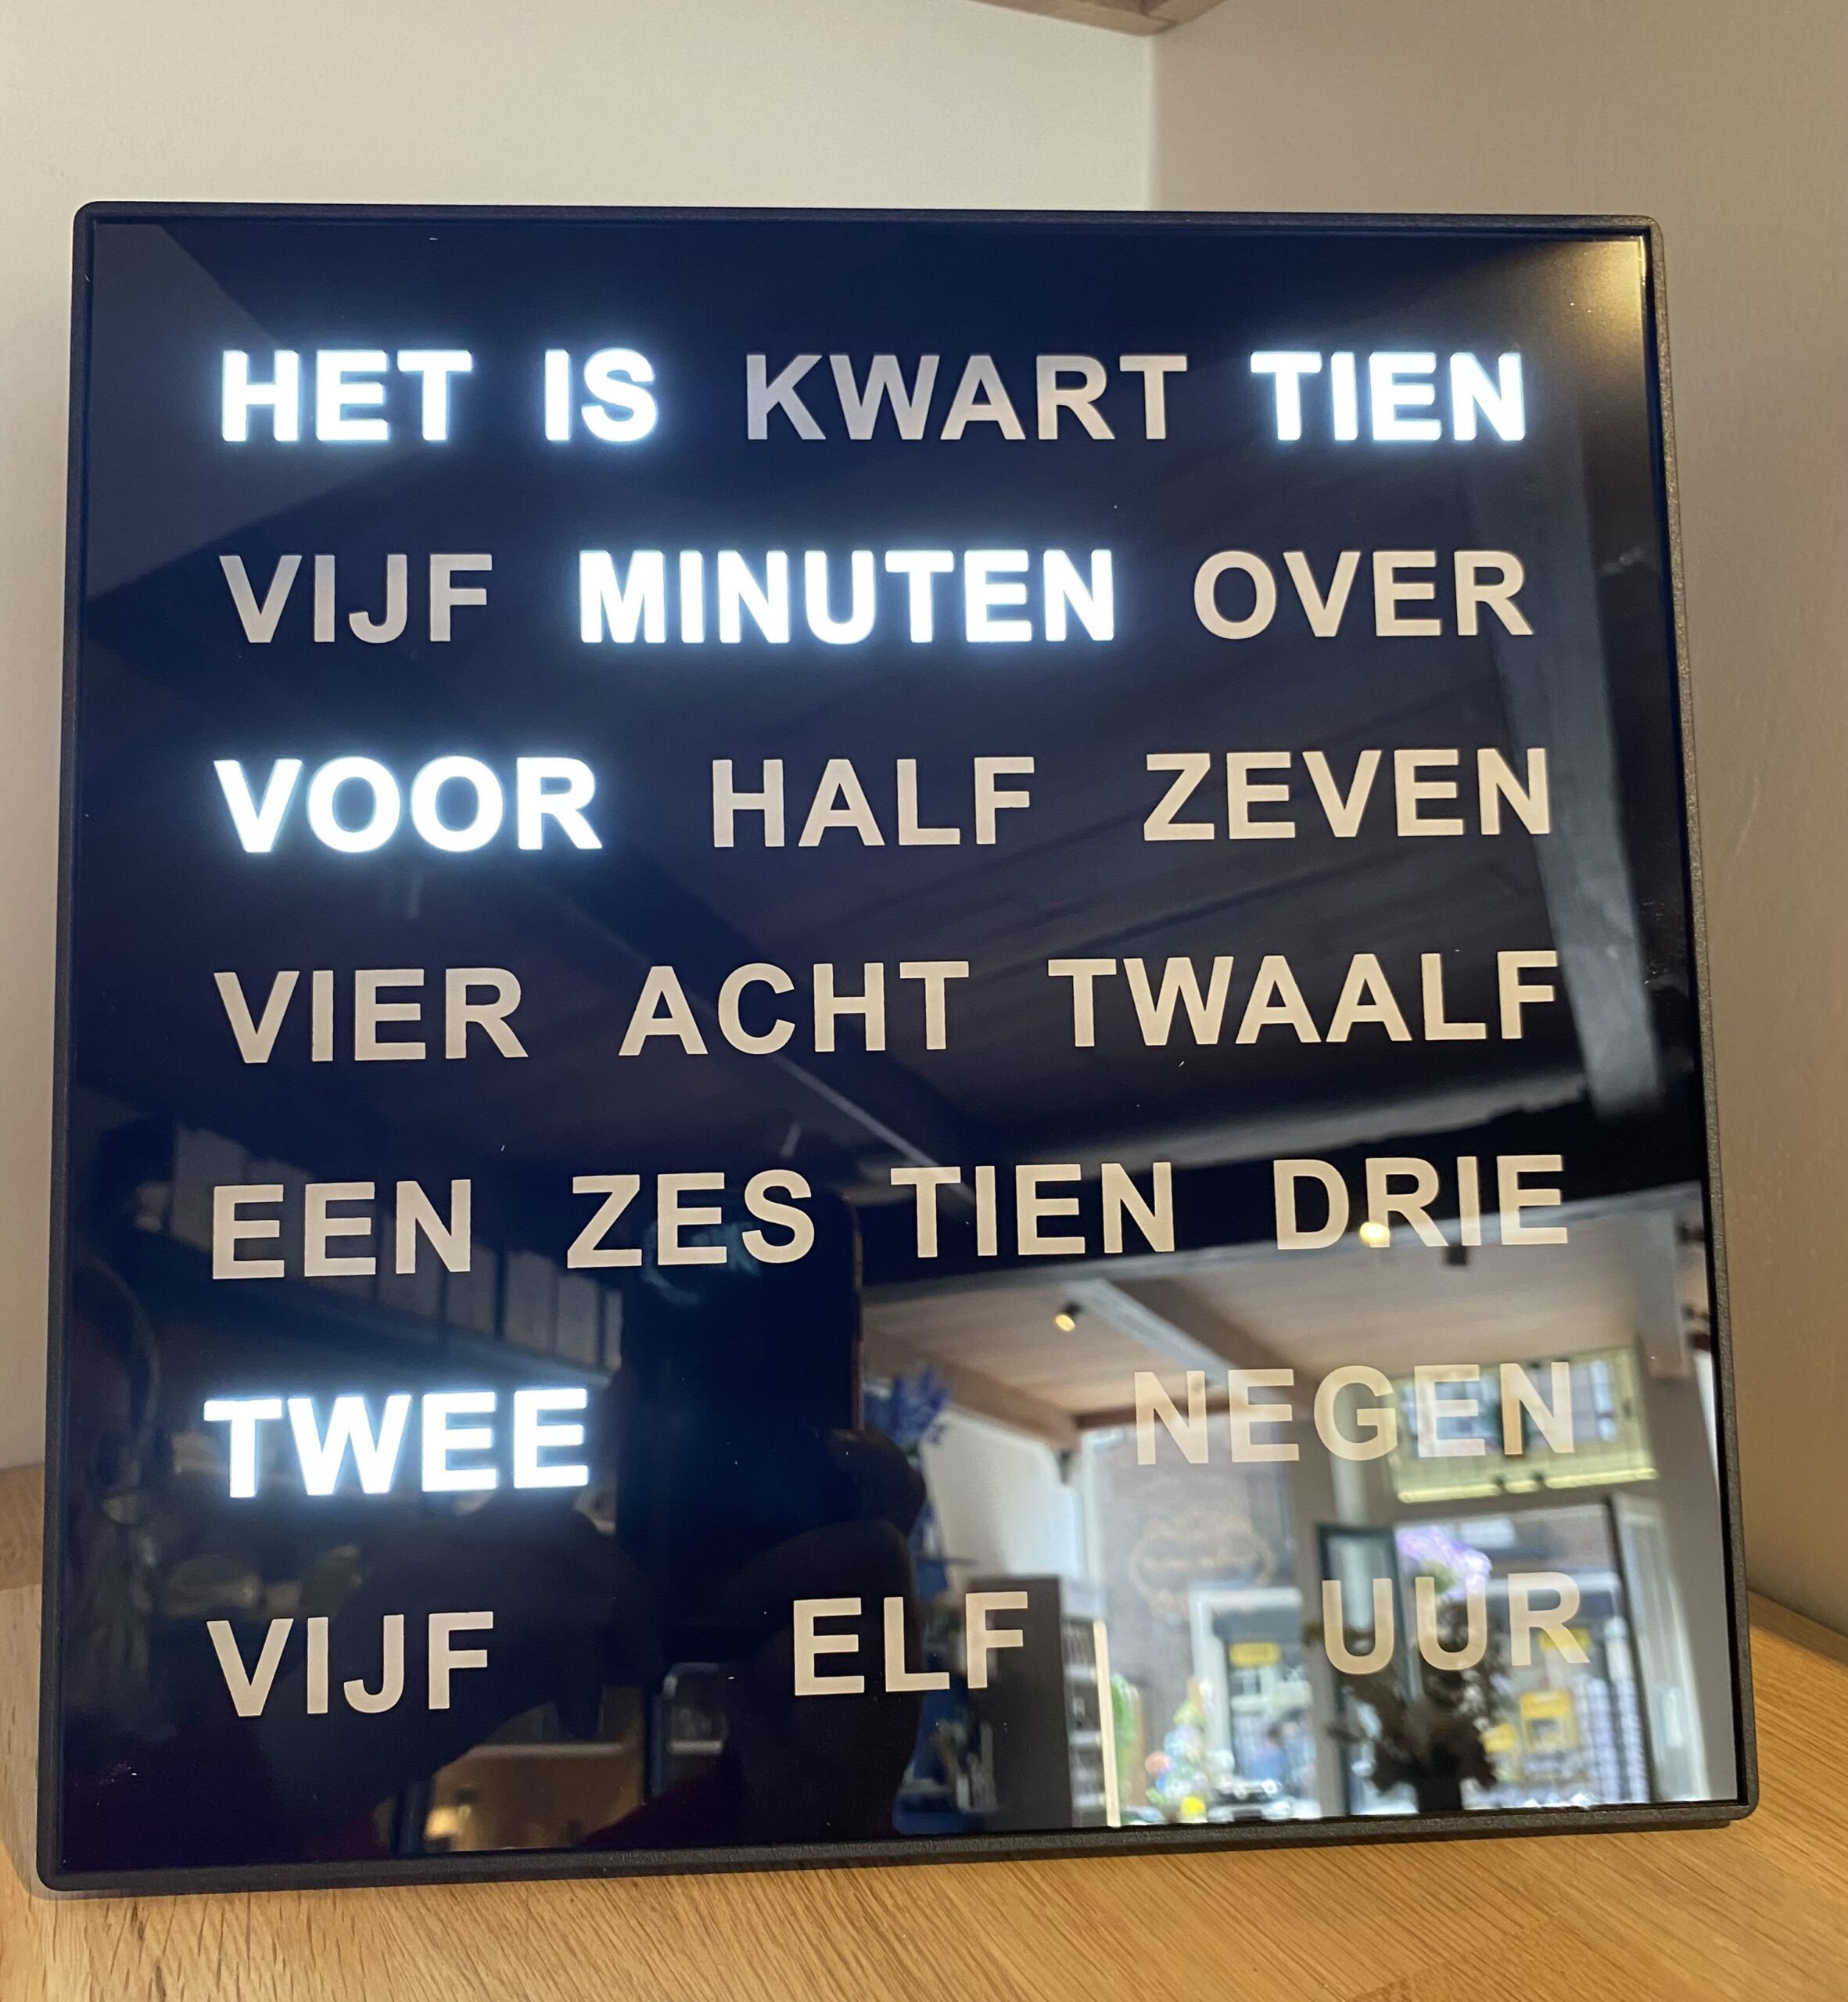 HET IS KWART TIEN
VIJF MINUTEN OVER
VOOR HALF ZEVEN
VIER ACHT TWAALF
EEN ZES TIEN DRIE
TWEE NEGEN
VIJF ELF UUR